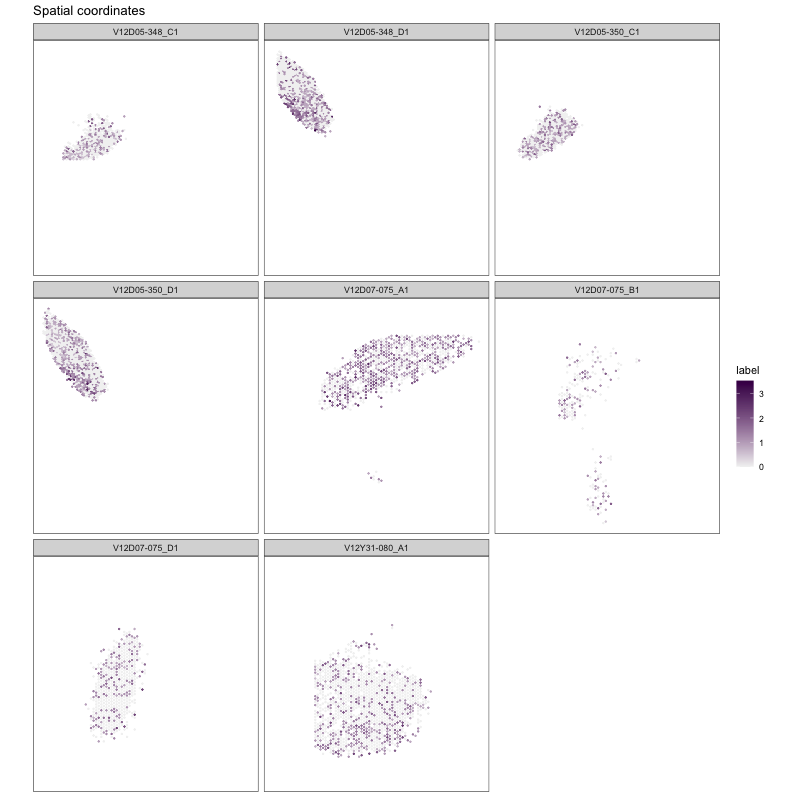 Spatial coordinates
V12D05-348_C1
V12D05-348_D1
V12D05-350_C1
V12D05-350_D1
V12D07-075_A1
V12D07-075_B1
label
3
2
1
0
V12D07-075_D1
V12Y31-080_A1